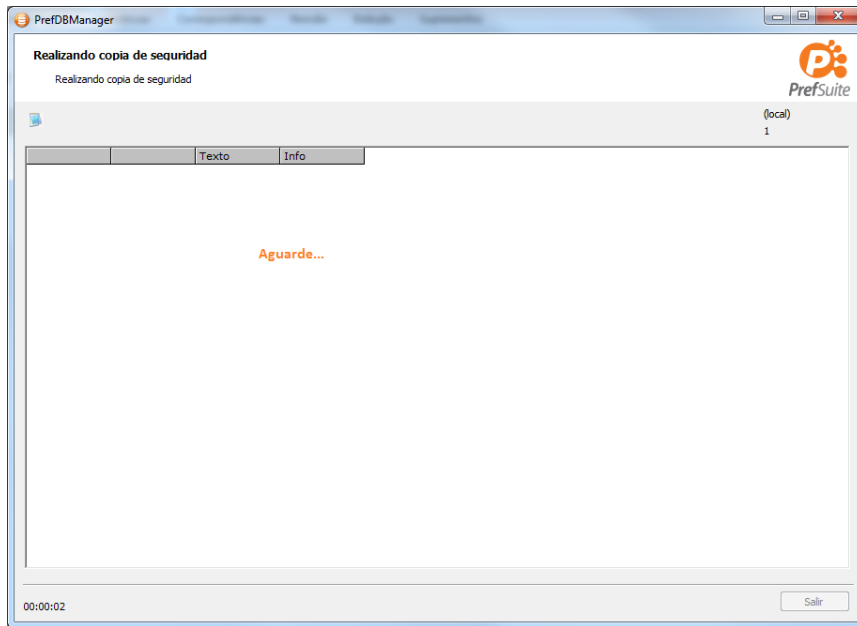 PrefDBManager
Realizando copia de seguridad
Realizando copia de seguridad
PrefSuite
(local)
1
Texto Info
Aguarde...
00:00:02
Salir